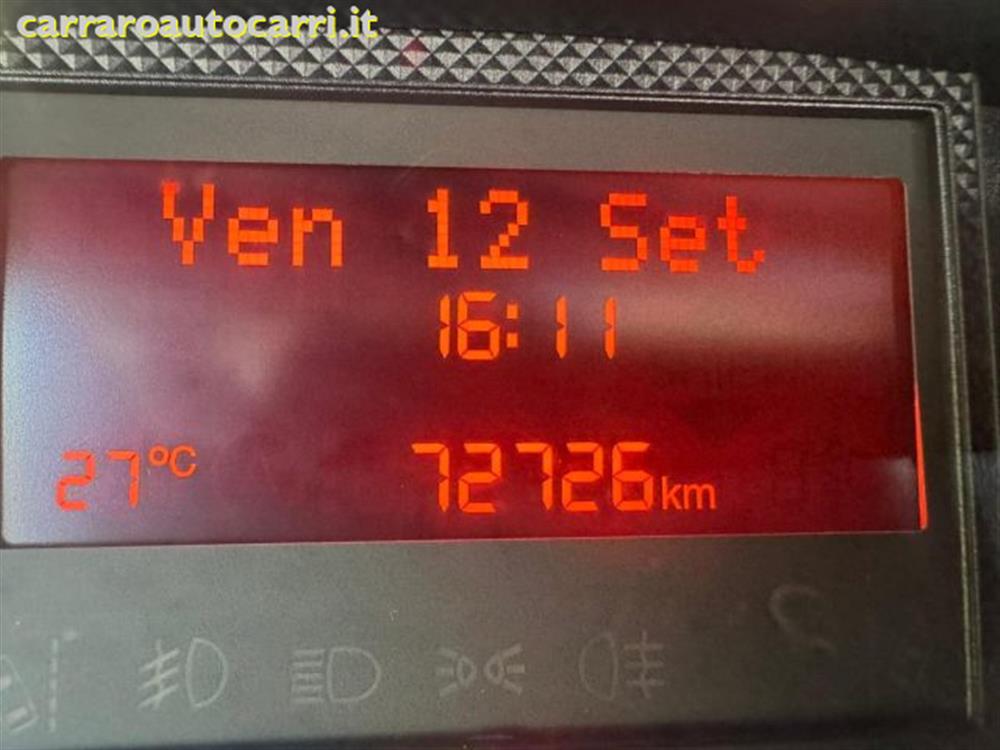 carraroautocarri.it
Ven 12 Set
16:11
27°C 72726km